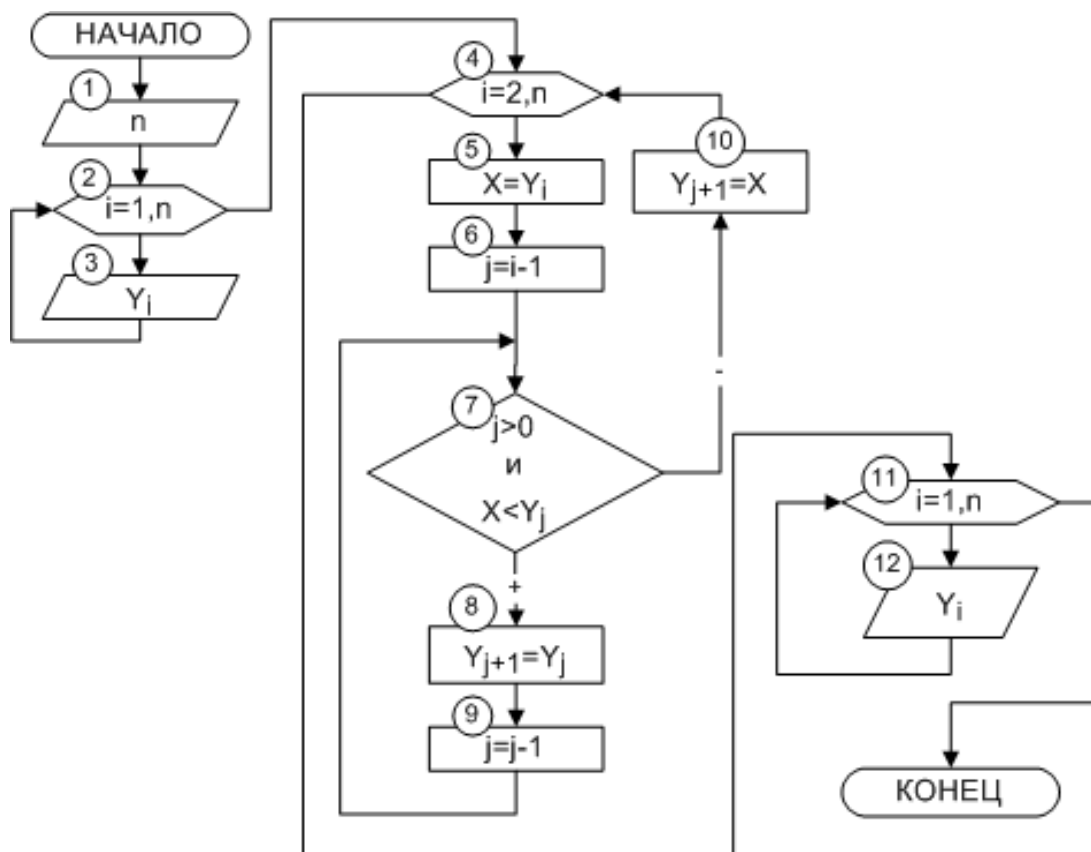 НАЧАЛО
1
n
2
i=1,n
3
Yi
4
i=2,n
5
X=Yi
6
j=i-1
7
j>0
и
X<Yj
+
-
8
Yj+1=Yj
9
j=j-1
10
Yj+1=X
11
i=1,n
12
Yi
КОНЕЦ